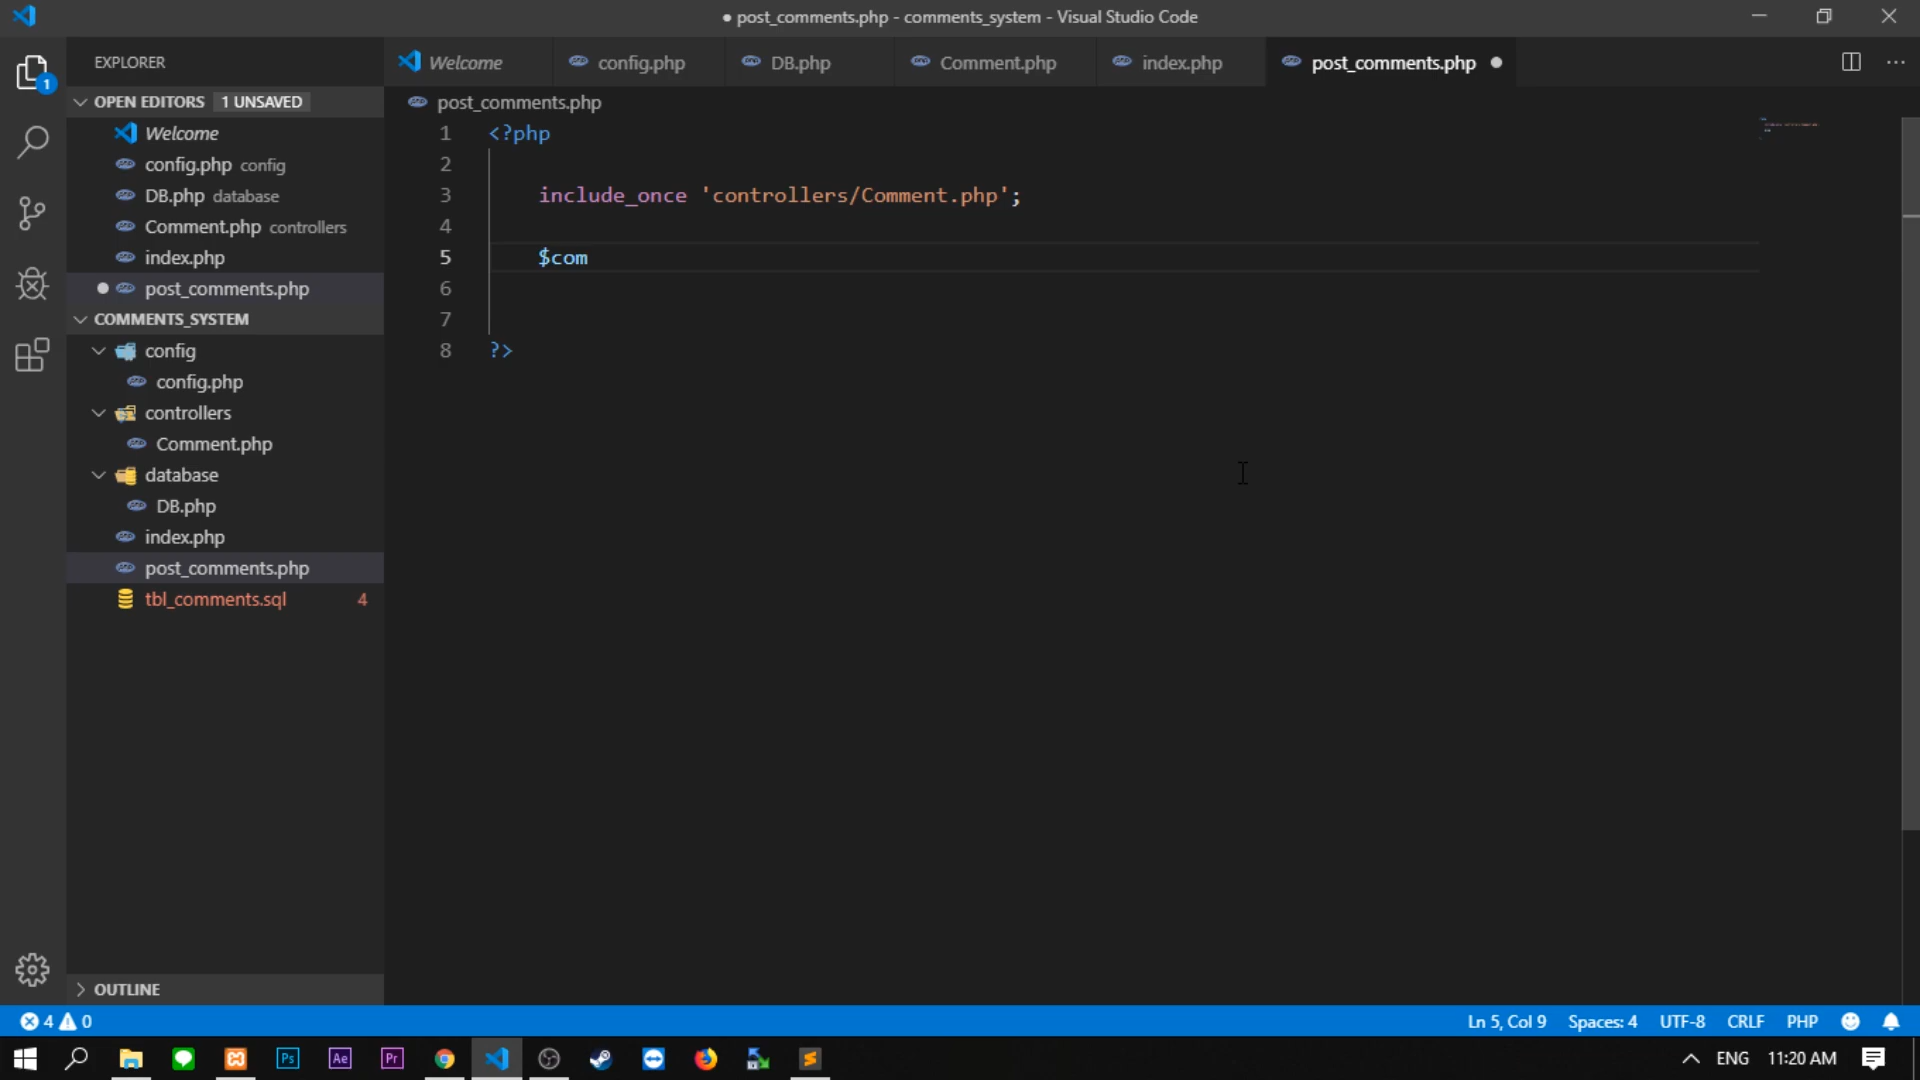 ● post_comments.php - comments_system - Visual Studio Code
EXPLORER
Welcome
config.php
DB.php
Comment.php
index.php
post_comments.php
OPEN EDITORS 1 UNSAVED
Welcome
config.php config
DB.php database
Comment.php controllers
index.php
post_comments.php
COMMENTS_SYSTEM
config
config.php
controllers
Comment.php
database
DB.php
index.php
post_comments.php
tbl_comments.sql 4
OUTLINE
1
post_comments.php
1 <?php
2
3 include_once 'controllers/Comment.php';
4
5 $com
6
7
8 ?>
4 0
Ln 5, Col 9 Spaces: 4 UTF-8 CRLF PHP
Ps Ae Pr
ENG 11:20 AM